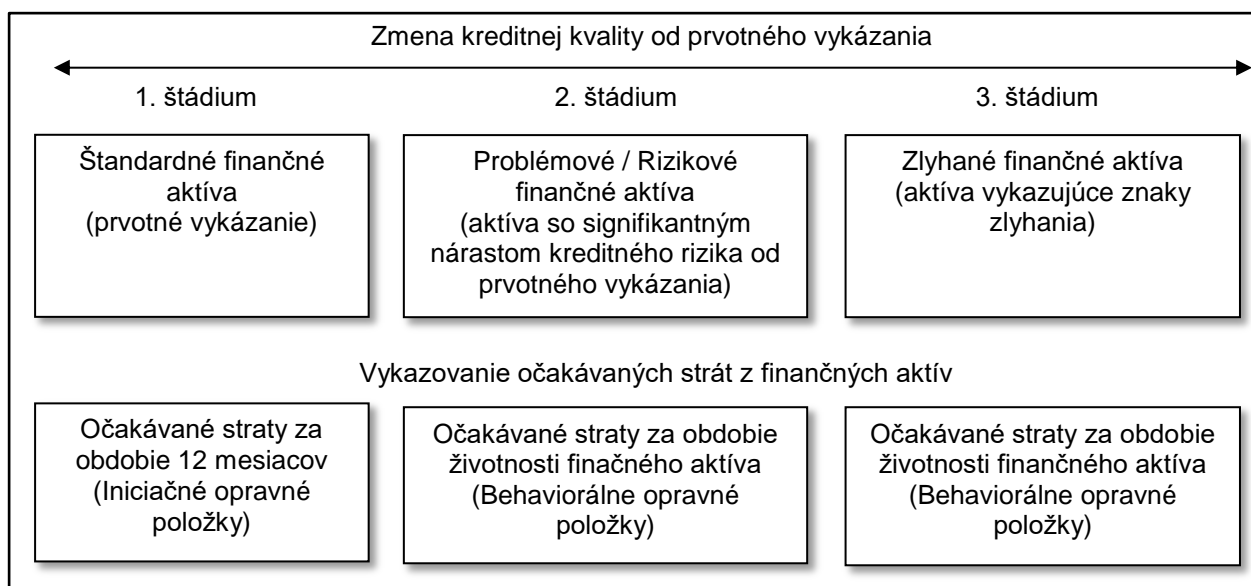 Zmena kreditnej kvality od prvotného vykázania
1. štádium
2. štádium
3. štádium
Štandardné finančné
aktíva
(prvotné vykázanie)
Problémové / Rizikové
finančné aktíva
(aktíva so signifikantným
nárastom kreditného rizika od
prvotného vykázania)
Zlyhané finančné aktíva
(aktíva vykazujúce znaky
zlyhania)
Vykazovanie očakávaných strát z finančných aktív
Očakávané straty za
obdobie 12 mesiacov
(Iniciačné opravné
položky)
Očakávané straty za obdobie
životnosti finačného aktíva
(Behaviorálne opravné
položky)
Očakávané straty za obdobie
životnosti finančného aktíva
(Behaviorálne opravné
položky)